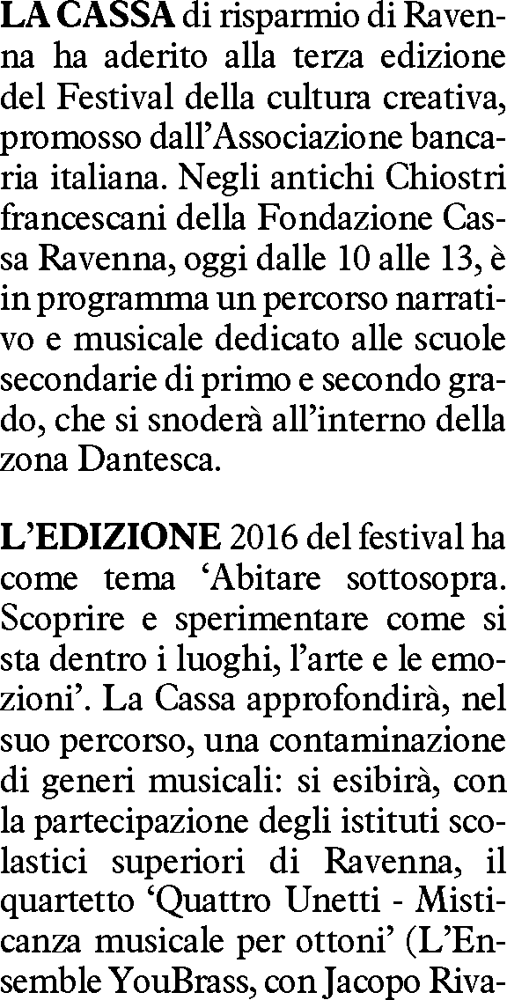 LA CASSA di risparmio di Raven-
na ha aderito alla terza edizione
del Festival della cultura creativa,
promosso dall’Associazione banca-
ria italiana. Negli antichi Chiostri
francescani della Fondazione Cas-
sa Ravenna, oggi dalle 10 alle 13, è
in programma un percorso narrati-
vo e musicale dedicato alle scuole
secondarie di primo e secondo gra-
do, che si snoderà all’interno della
zona Dantesca.

L’EDIZIONE 2016 del festival ha
come tema ‘Abitare sottosopra.
Scoprire e sperimentare come si
sta dentro i luoghi, l’arte e le emo-
zioni’. La Cassa approfondirà, nel
suo percorso, una contaminazione
di generi musicali: si esibirà, con
la partecipazione degli istituti sco-
lastici superiori di Ravenna, il
quartetto ‘Quattro Unetti - Misti-
canza musicale per ottoni’ (L’En-
semble YouBrass, con Jacopo Riva-